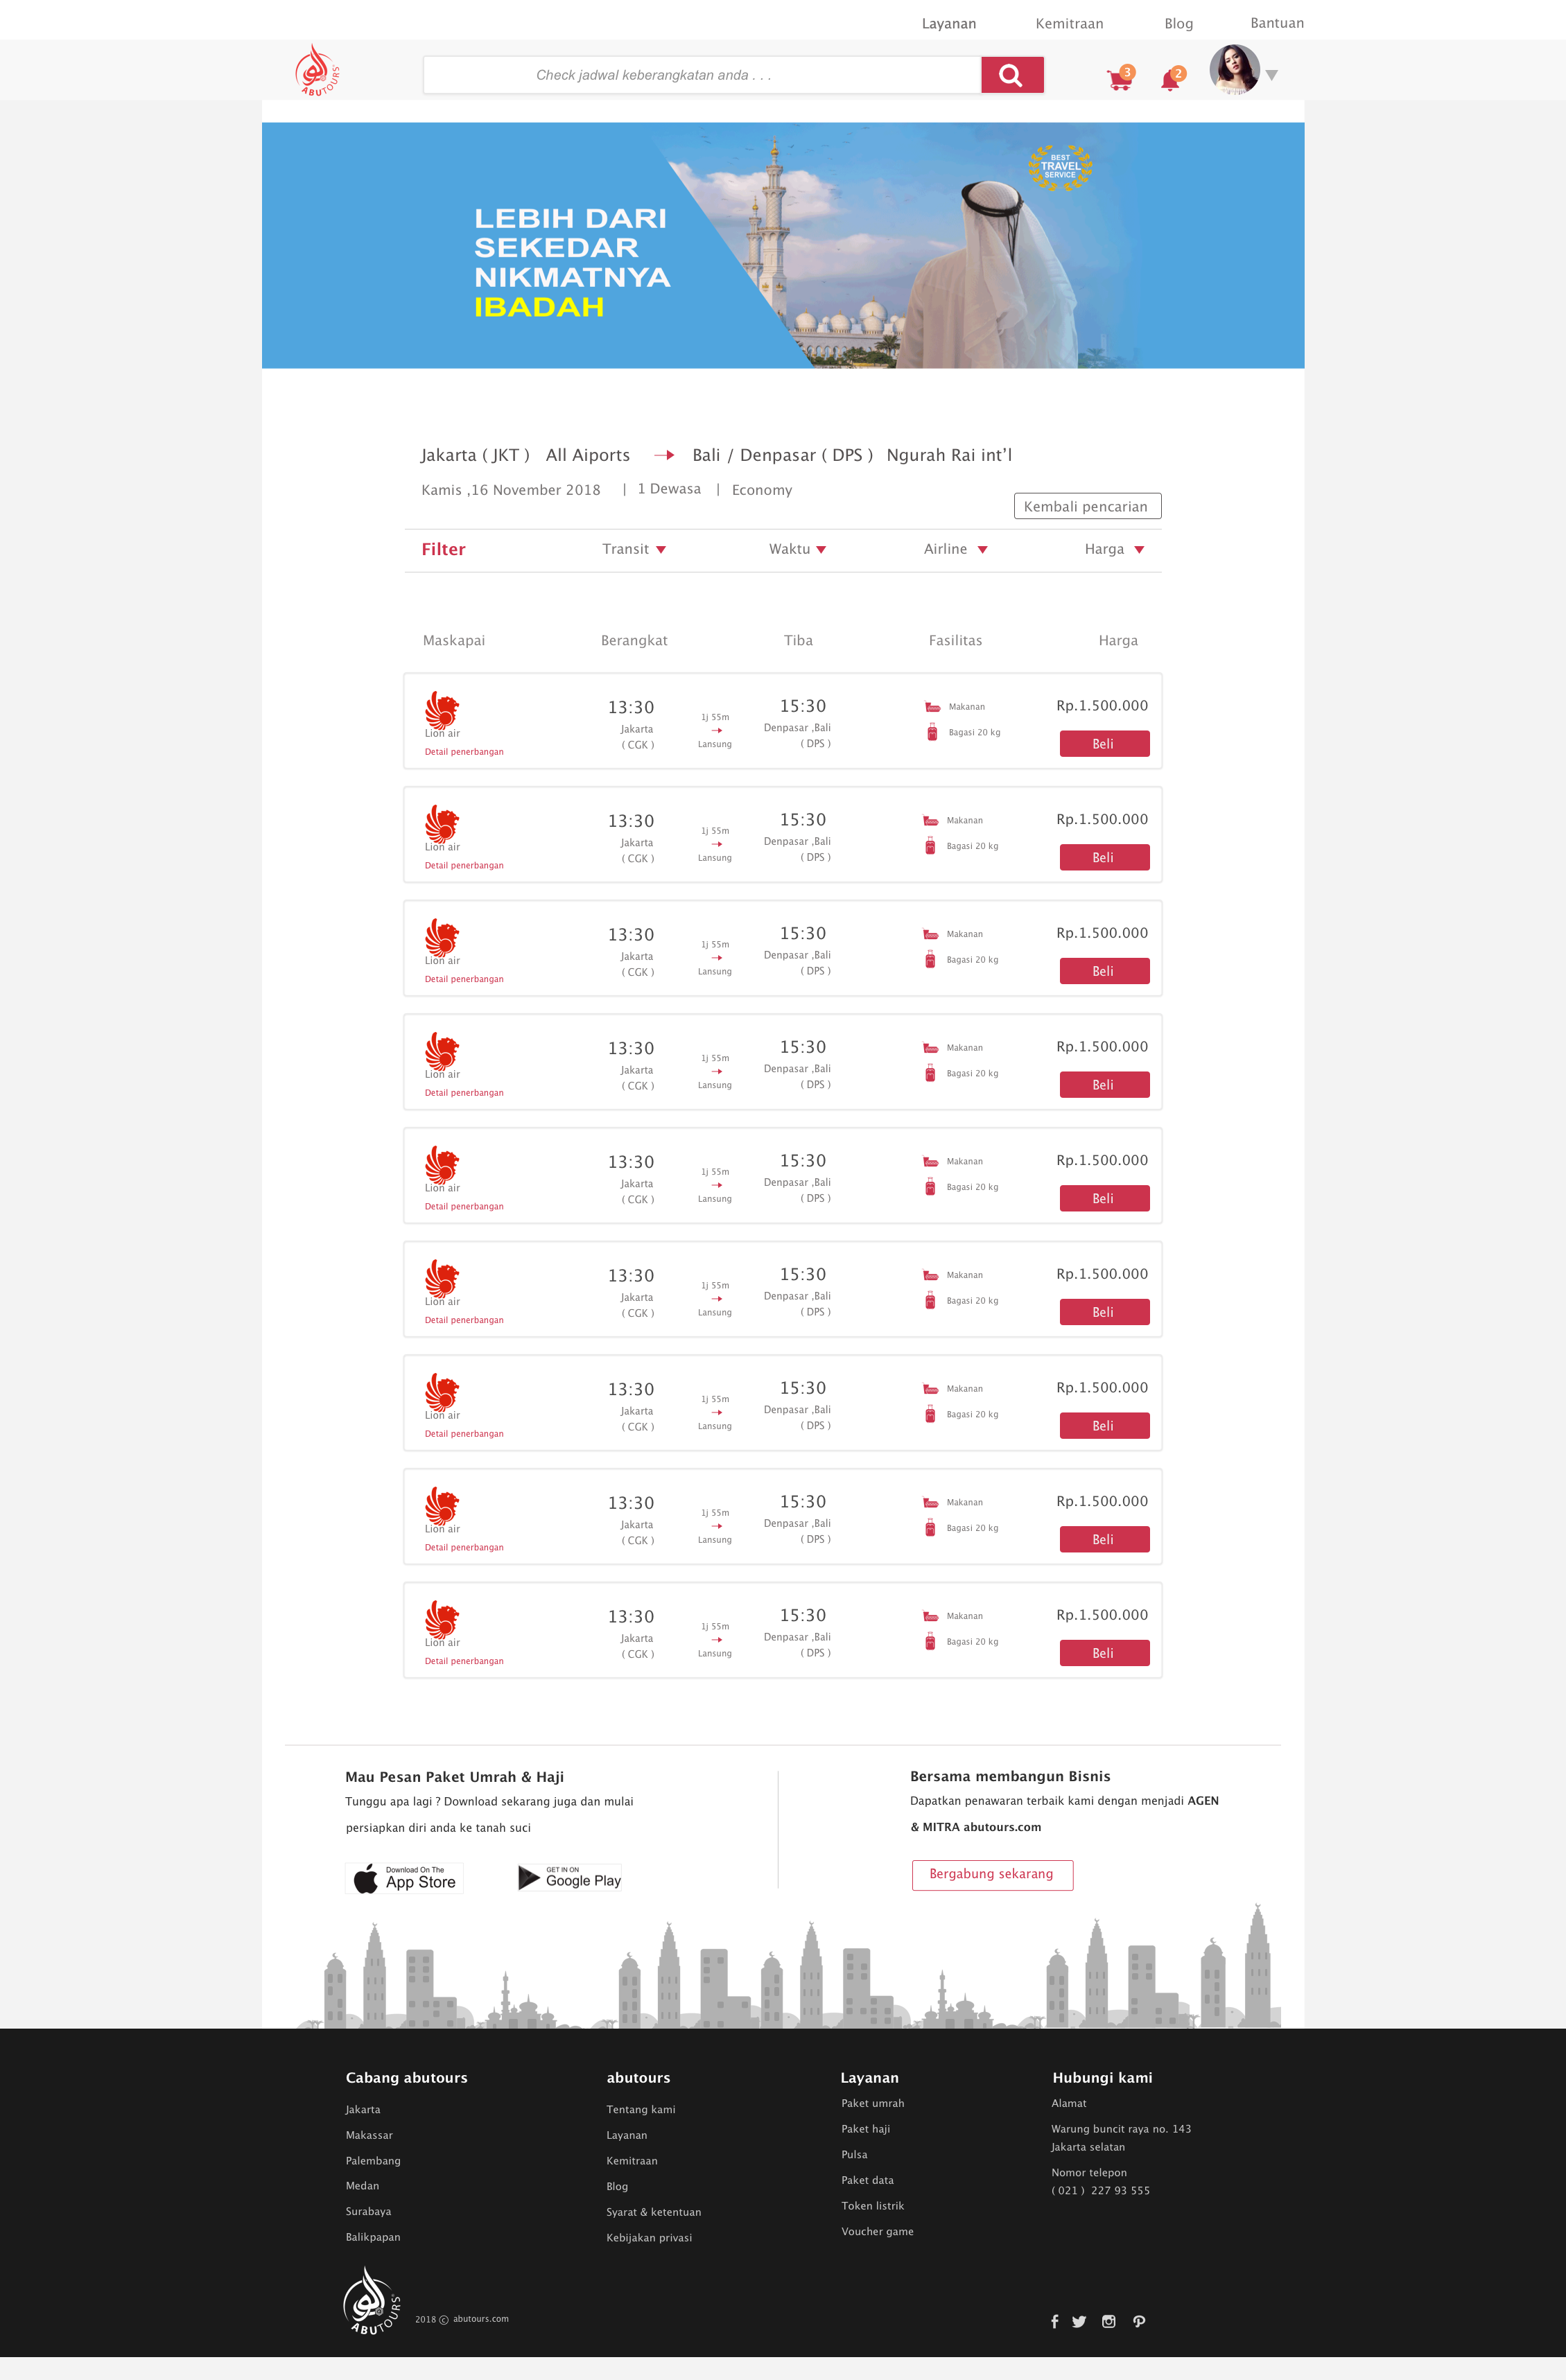 Layanan Kemitraan Blog Bantuan
ABUTOURS
Check jadwal keberangkatan anda . . .
3
2
BEST
TRAVEL
SERVICE
LEBIH DARI
SEKEDAR
NIKMATNYA
IBADAH
Jakarta ( JKT ) All Aiports Bali / Denpasar ( DPS ) Ngurah Rai int’l
Kamis ,16 November 2018 | 1 Dewasa | Economy
Kembali pencarian
Filter Transit Waktu Airline Harga
Maskapai Berangkat Tiba Fasilitas Harga
13:30 15:30 Makanan Rp.1.500.000
Lion air Jakarta 1j 55m Denpasar ,Bali Bagasi 20 kg
Detail penerbangan ( CGK ) Lansung ( DPS ) Beli
13:30 15:30 Makanan Rp.1.500.000
Lion air Jakarta 1j 55m Denpasar ,Bali Bagasi 20 kg
Detail penerbangan ( CGK ) Lansung ( DPS ) Beli
13:30 15:30 Makanan Rp.1.500.000
Lion air Jakarta 1j 55m Denpasar ,Bali Bagasi 20 kg
Detail penerbangan ( CGK ) Lansung ( DPS ) Beli
13:30 15:30 Makanan Rp.1.500.000
Lion air Jakarta 1j 55m Denpasar ,Bali Bagasi 20 kg
Detail penerbangan ( CGK ) Lansung ( DPS ) Beli
13:30 15:30 Makanan Rp.1.500.000
Lion air Jakarta 1j 55m Denpasar ,Bali Bagasi 20 kg
Detail penerbangan ( CGK ) Lansung ( DPS ) Beli
13:30 15:30 Makanan Rp.1.500.000
Lion air Jakarta 1j 55m Denpasar ,Bali Bagasi 20 kg
Detail penerbangan ( CGK ) Lansung ( DPS ) Beli
13:30 15:30 Makanan Rp.1.500.000
Lion air Jakarta 1j 55m Denpasar ,Bali Bagasi 20 kg
Detail penerbangan ( CGK ) Lansung ( DPS ) Beli
13:30 15:30 Makanan Rp.1.500.000
Lion air Jakarta 1j 55m Denpasar ,Bali Bagasi 20 kg
Detail penerbangan ( CGK ) Lansung ( DPS ) Beli
13:30 15:30 Makanan Rp.1.500.000
Lion air Jakarta 1j 55m Denpasar ,Bali Bagasi 20 kg
Detail penerbangan ( CGK ) Lansung ( DPS ) Beli
Mau Pesan Paket Umrah & Haji
Tunggu apa lagi ? Download sekarang juga dan mulai
persiapkan diri anda ke tanah suci
Download On The
App Store
GET IN ON
Google Play
Bersama membangun Bisnis
Dapatkan penawaran terbaik kami dengan menjadi AGEN
& MITRA abutours.com
Bergabung sekarang
Cabang abutours
Jakarta
Makassar
Palembang
Medan
Surabaya
Balikpapan
abutours
Tentang kami
Layanan
Kemitraan
Blog
Syarat & ketentuan
Kebijakan privasi
Layanan
Paket umrah
Paket haji
Pulsa
Paket data
Token listrik
Voucher game
Hubungi kami
Alamat
Warung buncit raya no. 143
Jakarta selatan
Nomor telepon
( 021 ) 227 93 555
ABUTOURS
2018 © abutours.com